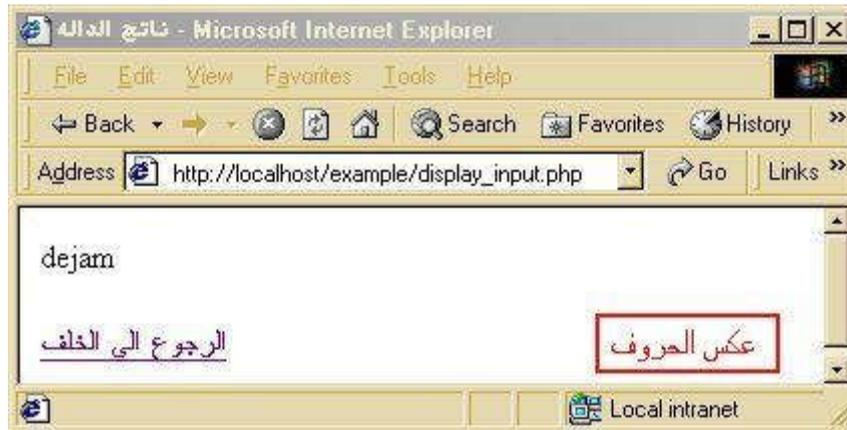 ناتج الداله - Microsoft Internet Explorer
File Edit View Favorites Tools Help
Back Search Favorites History »
Address http://localhost/example/display_input.php Go Links »
dejam
الرجوع الى الخلف عكس الحروف
Local intranet